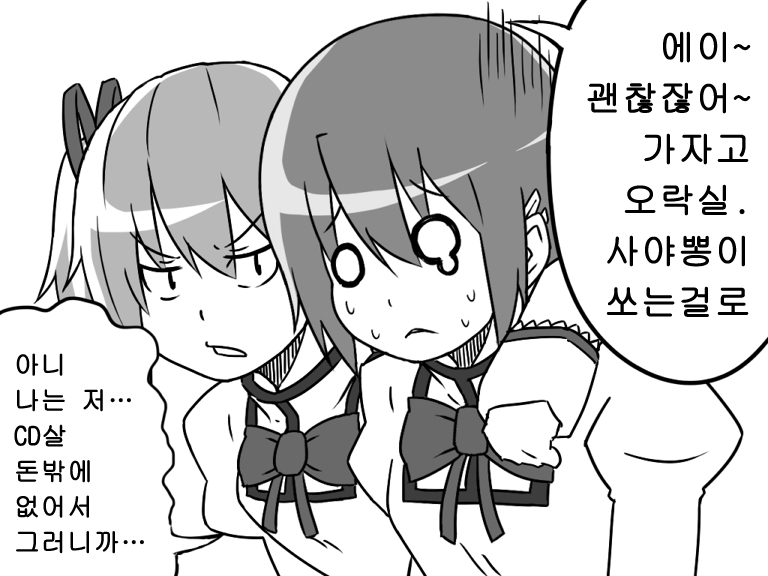 에이~
괜찮잖어~
가자고
오락실.
사야뽕이
쏘는걸로
아니
나는 저…
CD살
돈밖에
없어서
그러니까…